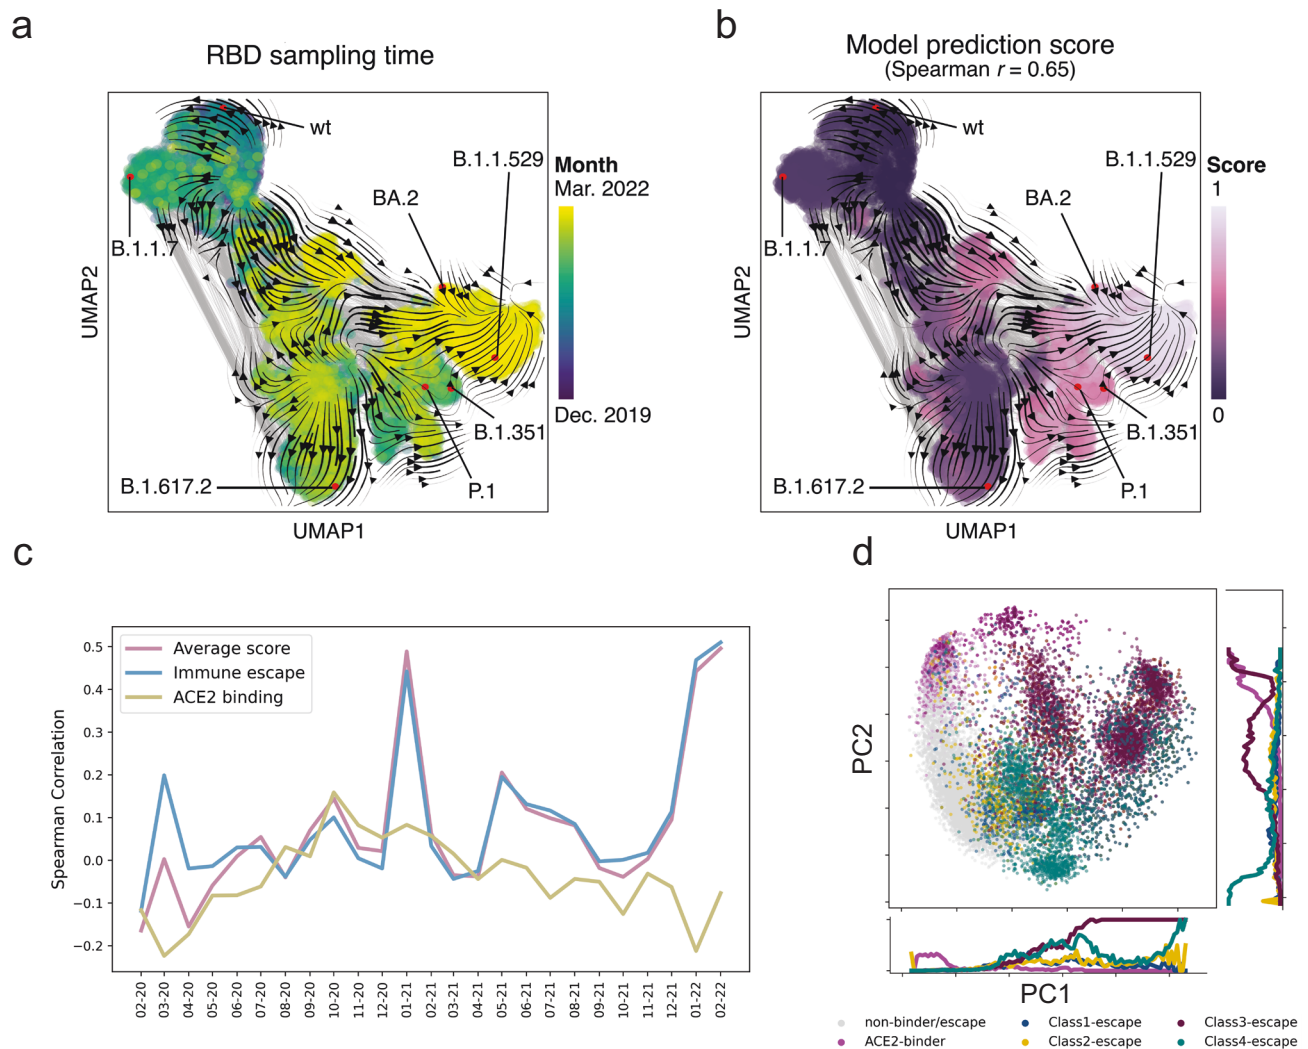 a
RBD sampling time
wt
B.1.1.529
BA.2
B.1.1.7
B.1.351
B.1.617.2
P.1
UMAP2
UMAP1
Month
Mar. 2022
Dec. 2019
b
Model prediction score
(Spearman r = 0.65)
wt
B.1.1.529
BA.2
B.1.1.7
B.1.351
B.1.617.2
P.1
UMAP2
UMAP1
Score
1
0
c
Average score
Immune escape
ACE2 binding
Spearman Correlation
0.5
0.4
0.3
0.2
0.1
0.0
−0.1
−0.2
02-20
03-20
04-20
05-20
06-20
07-20
08-20
09-20
10-20
11-20
12-20
01-21
02-21
03-21
04-21
05-21
06-21
07-21
08-21
09-21
10-21
11-21
12-21
01-22
02-22
d
PC2
PC1
non-binder/escape
ACE2-binder
Class1-escape
Class2-escape
Class3-escape
Class4-escape